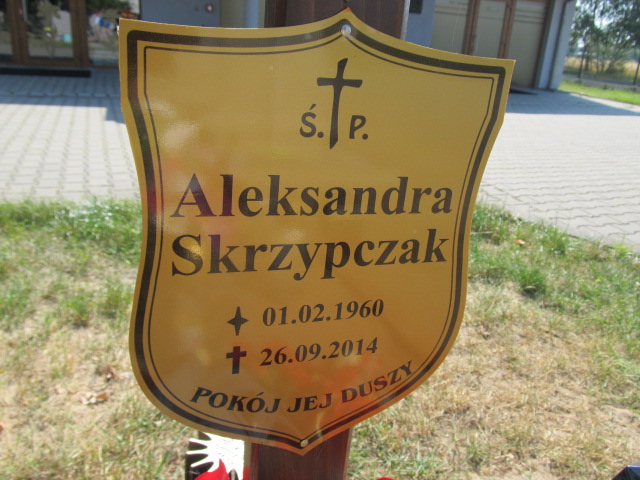 Ś. P.
Aleksandra
Skrzypczak
01.02.1960
26.09.2014
POKÓJ JEJ DUSZY